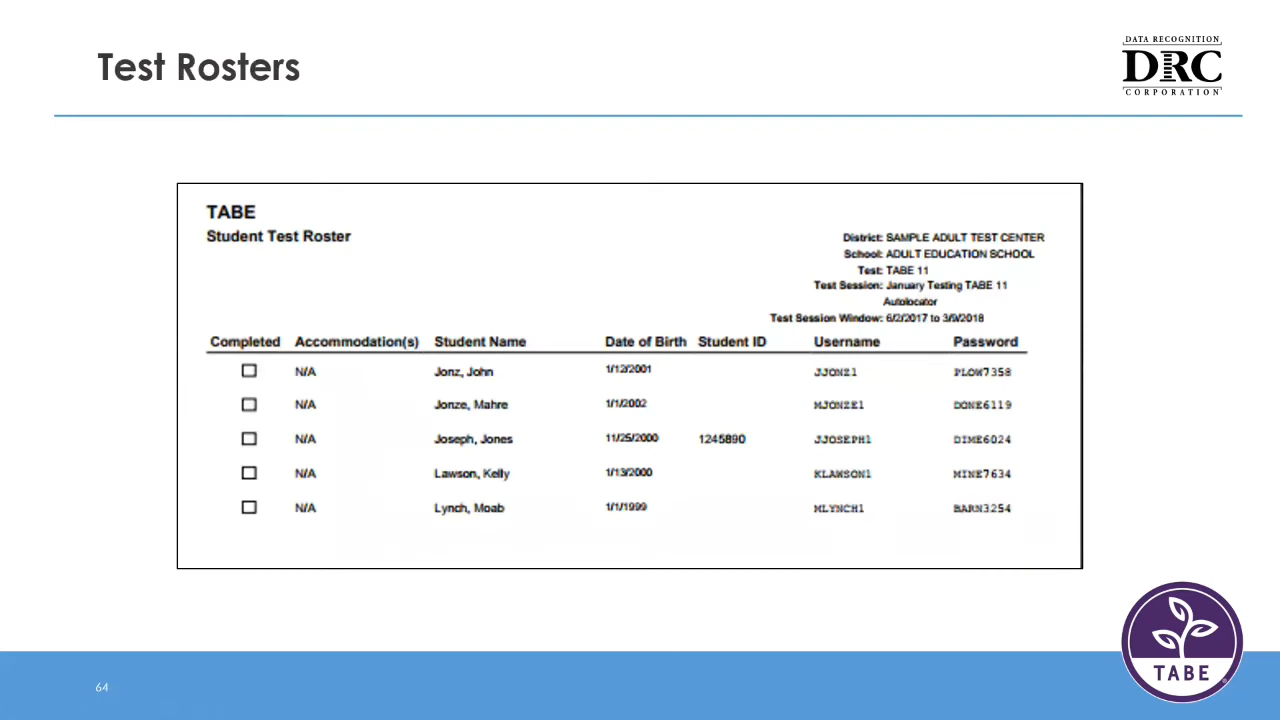 Test Rosters
DATA RECOGNITION
DRC
CORPORATION
TABE
Student Test Roster
District: SAMPLE ADULT TEST CENTER
School: ADULT EDUCATION SCHOOL
Test: TABE 11
Test Session: January Testing TABE 11
Autolocator
Test Session Window: 6/2/2017 to 3/9/2018
Completed Accommodation(s) Student Name Date of Birth Student ID Username Password
N/A Jonz, John 1/12/2001 JJONZ1 PLOW7358
N/A Jonze, Mahre 1/1/2002 MJONZE1 DONE6119
N/A Joseph, Jones 11/25/2000 1245890 JJOSEPH1 DIME6024
N/A Lawson, Kelly 1/13/2000 KLAWSON1 MINE7634
N/A Lynch, Moab 1/1/1999 MLYNCH1 BARN3254
TABE
64